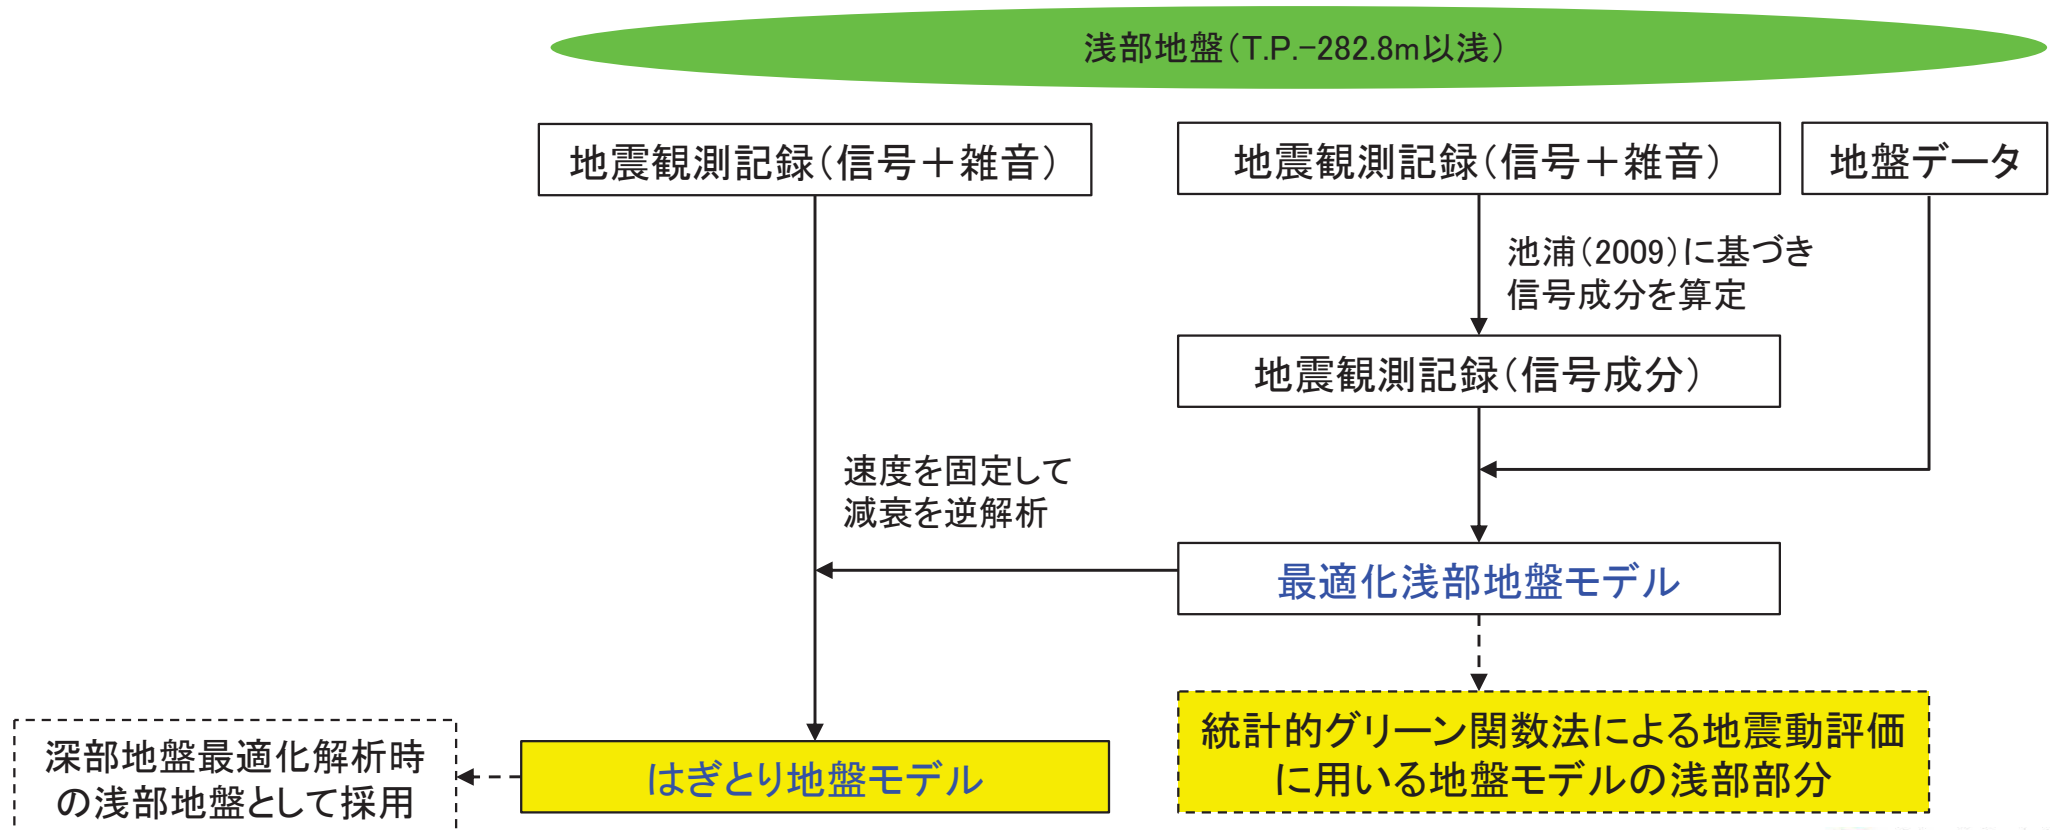 浅部地盤(T.P.-282.8m以浅)
地震観測記録(信号＋雑音)
地震観測記録(信号＋雑音)
地盤データ
池浦(2009)に基づき
信号成分を算定
地震観測記録(信号成分)
速度を固定して
減衰を逆解析
最適化浅部地盤モデル
統計的グリーン関数法による地震動評価
に用いる地盤モデルの浅部部分
はぎとり地盤モデル
深部地盤最適化解析時
の浅部地盤として採用